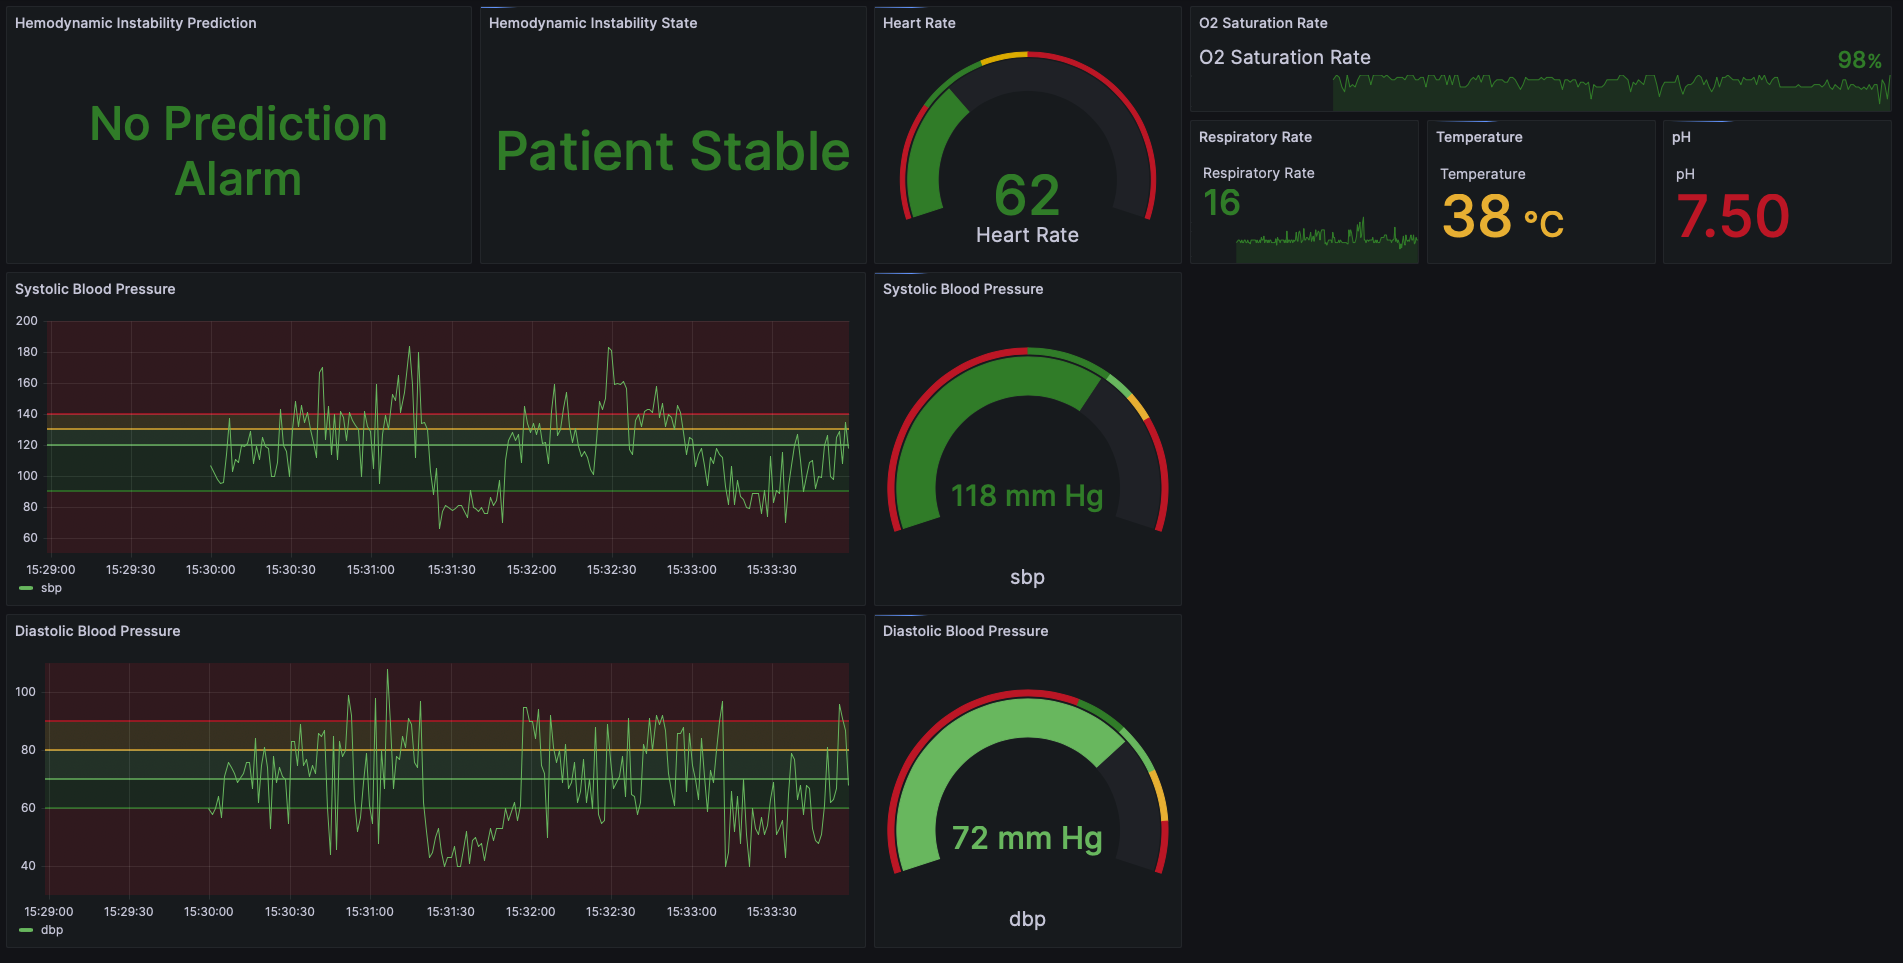 Hemodynamic Instability Prediction
No Prediction
Alarm
Hemodynamic Instability State
Patient Stable
Heart Rate
62
Heart Rate
O2 Saturation Rate
O2 Saturation Rate
98%
Respiratory Rate
Respiratory Rate
16
Temperature
Temperature
38 °C
pH
pH
7.50
Systolic Blood Pressure
200
180
160
140
120
100
80
60
15:29:00 15:29:30 15:30:00 15:30:30 15:31:00 15:31:30 15:32:00 15:32:30 15:33:00 15:33:30
sbp
Systolic Blood Pressure
118 mm Hg
sbp
Diastolic Blood Pressure
100
80
60
40
15:29:00 15:29:30 15:30:00 15:30:30 15:31:00 15:31:30 15:32:00 15:32:30 15:33:00 15:33:30
dbp
Diastolic Blood Pressure
72 mm Hg
dbp